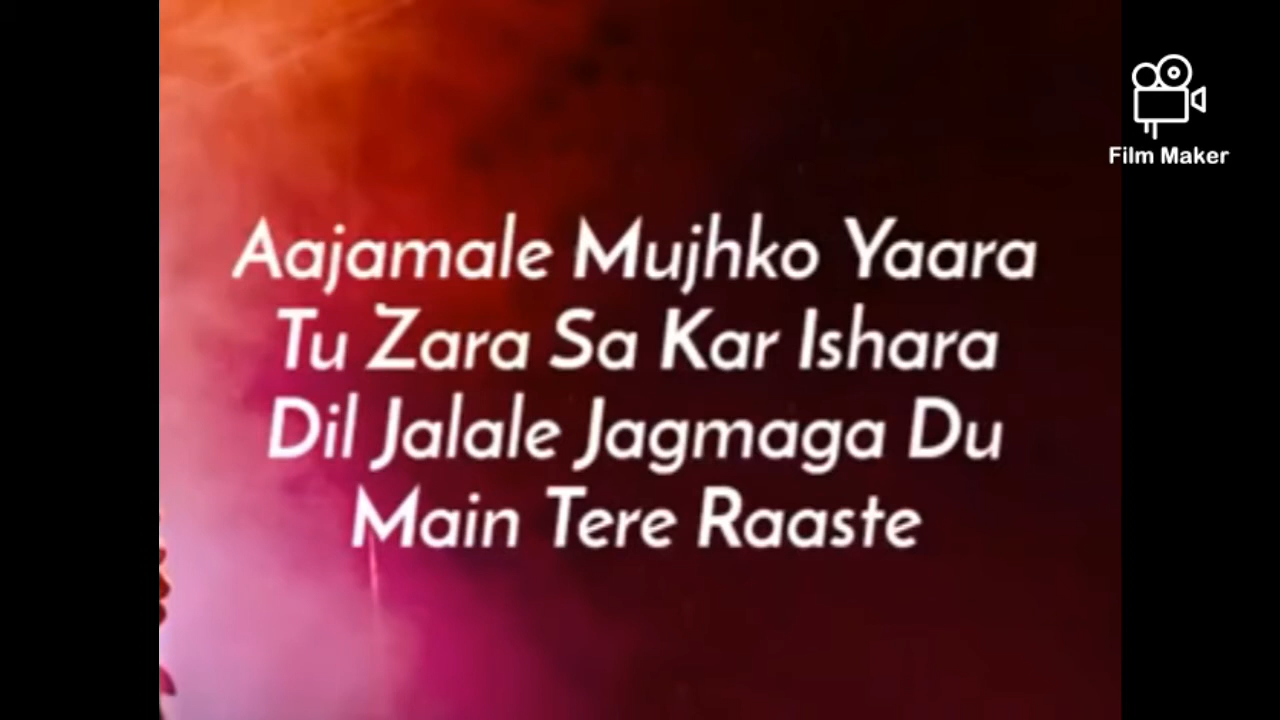 Film Maker
Aajamale Mujhko Yaara
Tu Zara Sa Kar Ishara
Dil Jalale Jagmaga Du
Main Tere Raaste